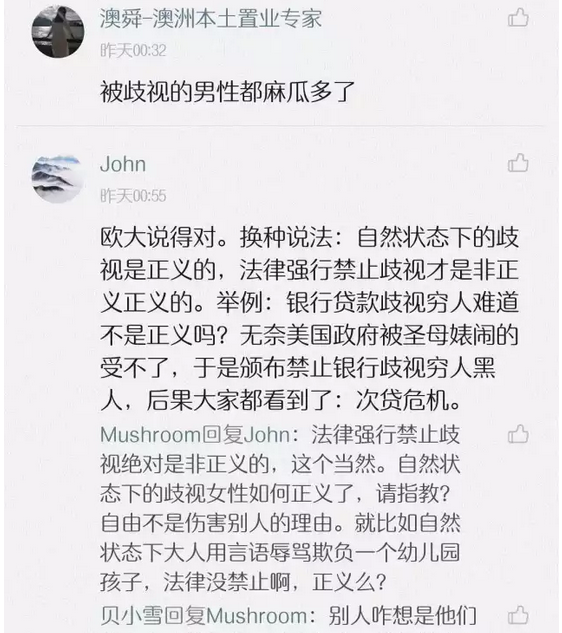 澳舜-澳洲本土置业专家
昨天00:32
被歧视的男性都麻瓜多了
John
昨天00:55
欧大说得对。换种说法：自然状态下的歧
视是正义的，法律强行禁止歧视才是非正
义正义的。举例：银行贷款歧视穷人难道
不是正义吗？无奈美国政府被圣母婊闹的
受不了，于是颁布禁止银行歧视穷人黑
人，后果大家都看到了：次贷危机。
Mushroom回复John：法律强行禁止歧
视绝对是非正义的，这个当然。自然状
态下的歧视女性如何正义了，请指教？
自由不是伤害别人的理由。就比如自然
状态下大人用言语辱骂欺负一个幼儿园
孩子，法律没禁止啊，正义么？
贝小雪回复Mushroom：别人咋想是他们